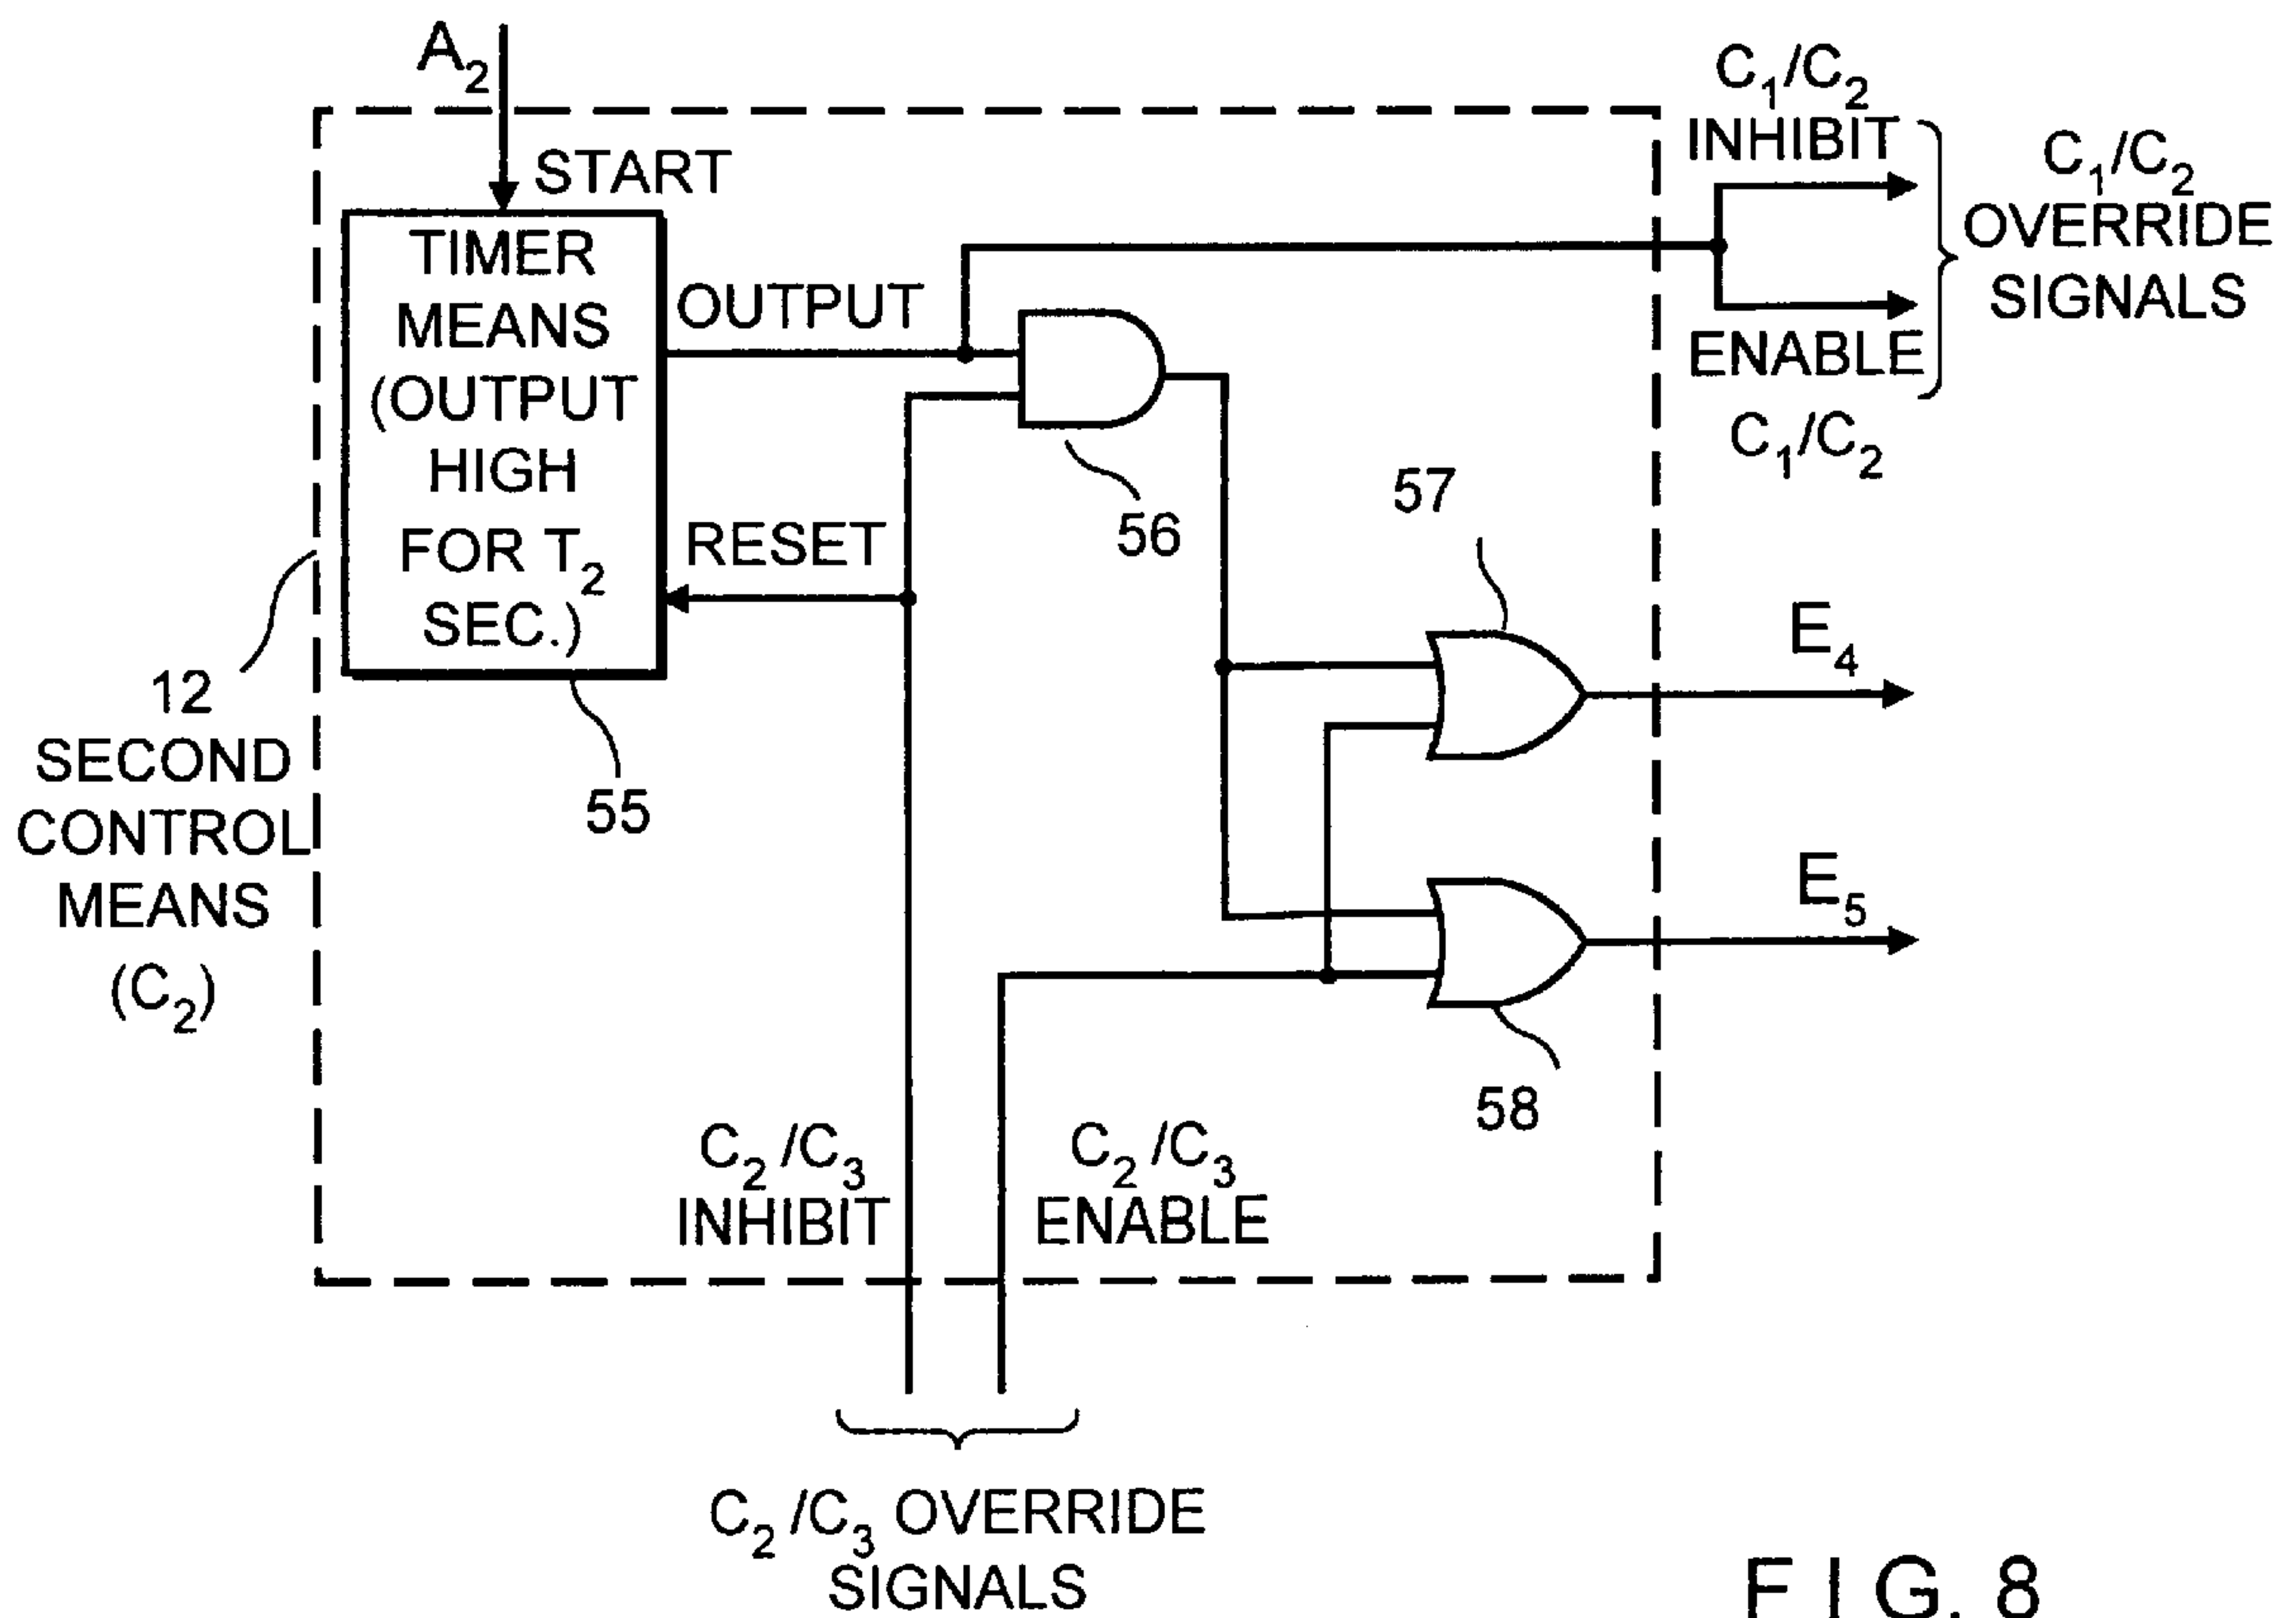 A2
START
TIMER
MEANS
(OUTPUT
HIGH
FOR T2
SEC.)
OUTPUT
RESET
C1/C2
INHIBIT
ENABLE
C1/C2
C1/C2
OVERRIDE
SIGNALS
56
57
E4
12
SECOND
CONTROL
MEANS
(C2)
55
E5
58
C2/C3
INHIBIT
C2/C3
ENABLE
C2/C3 OVERRIDE
SIGNALS
FIG. 8